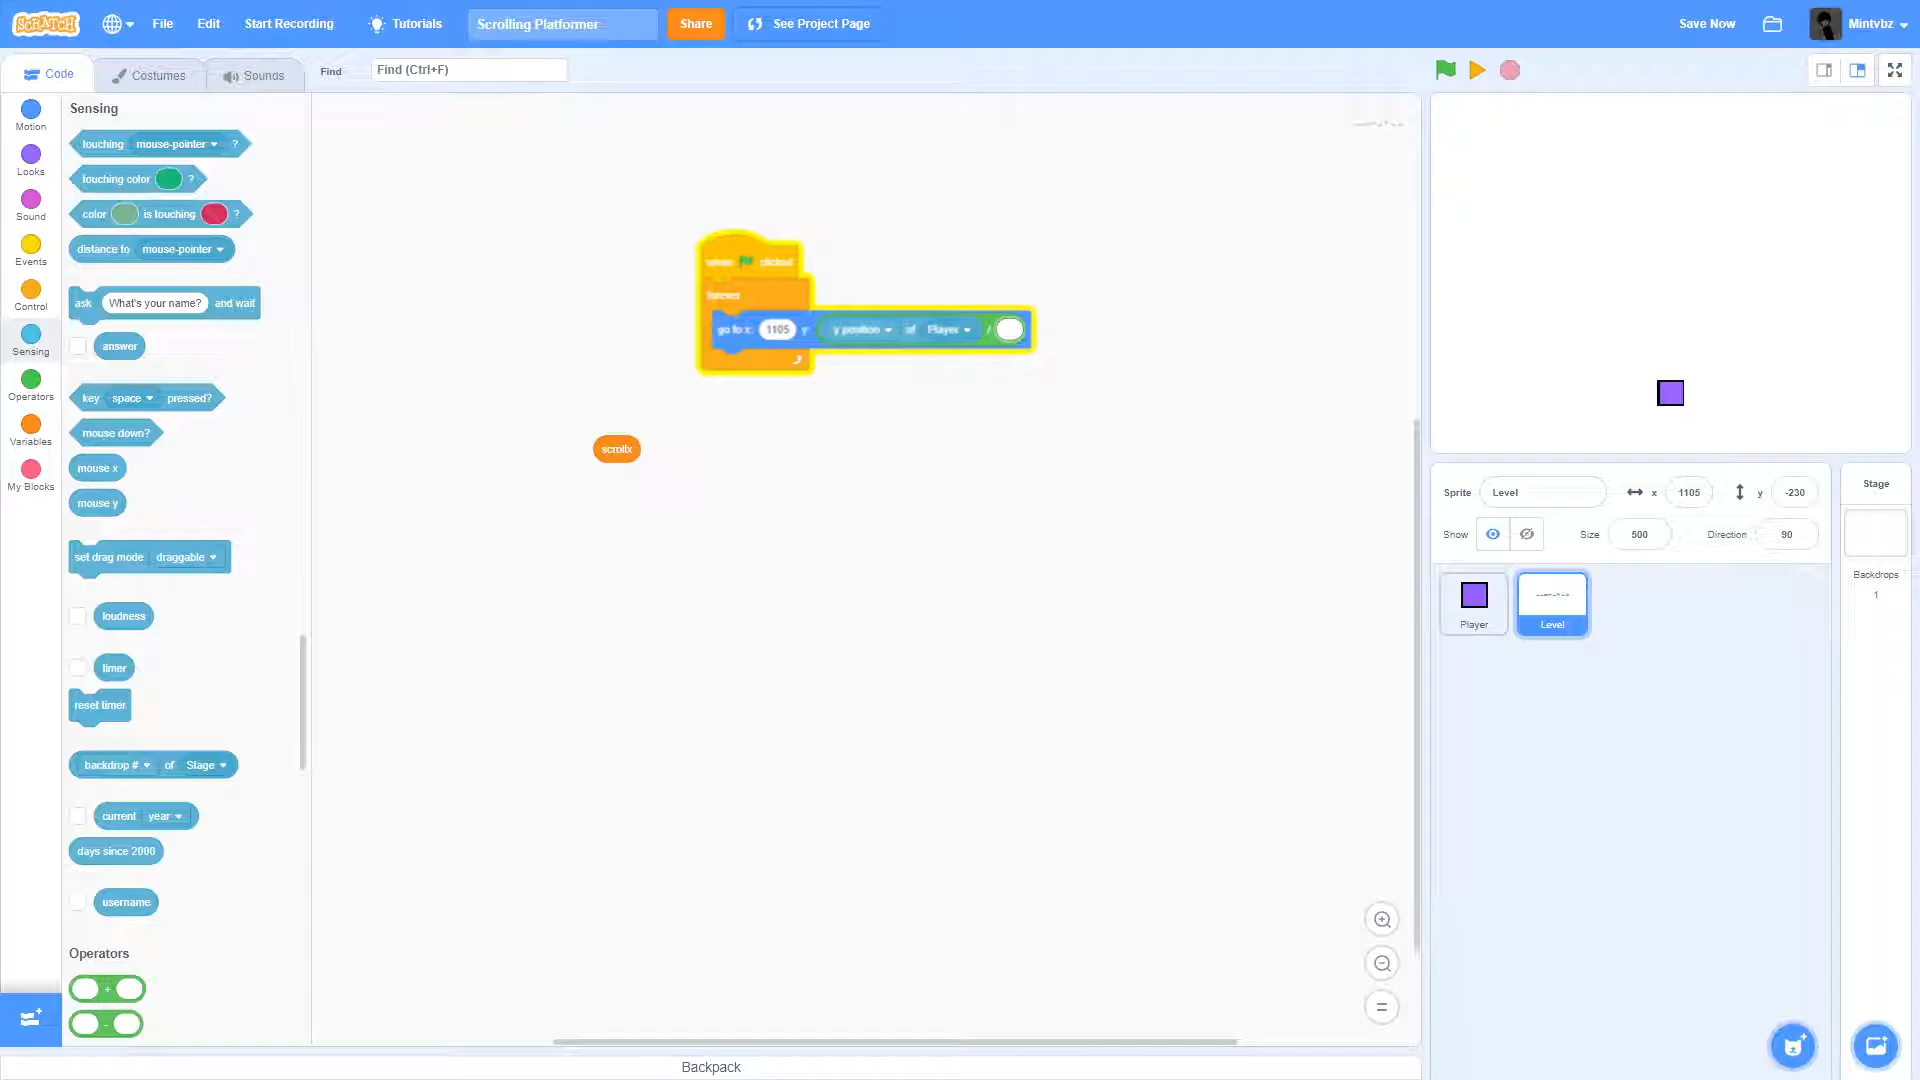 SCRATCH File Edit Start Recording Tutorials Scrolling Platformer Share See Project Page Save Now Mintvbz
Code Costumes Sounds Find Find (Ctrl+F)
Motion
Looks
Sound
Events
Control
Sensing
Operators
Variables
My Blocks
Sensing
touching mouse-pointer ?
touching color ?
color is touching ?
distance to mouse-pointer
ask What's your name? and wait
answer
key space pressed?
mouse down?
mouse x
mouse y
set drag mode draggable
loudness
timer
reset timer
backdrop # of Stage
current year
days since 2000
username
Operators
+
-
when clicked
forever
go to x: 1105 y: y position of Player /
scrollx
=
Backpack
Sprite Level x 1105 y -230
Show Size 500 Direction 90
Player
Level
Stage
Backdrops
1